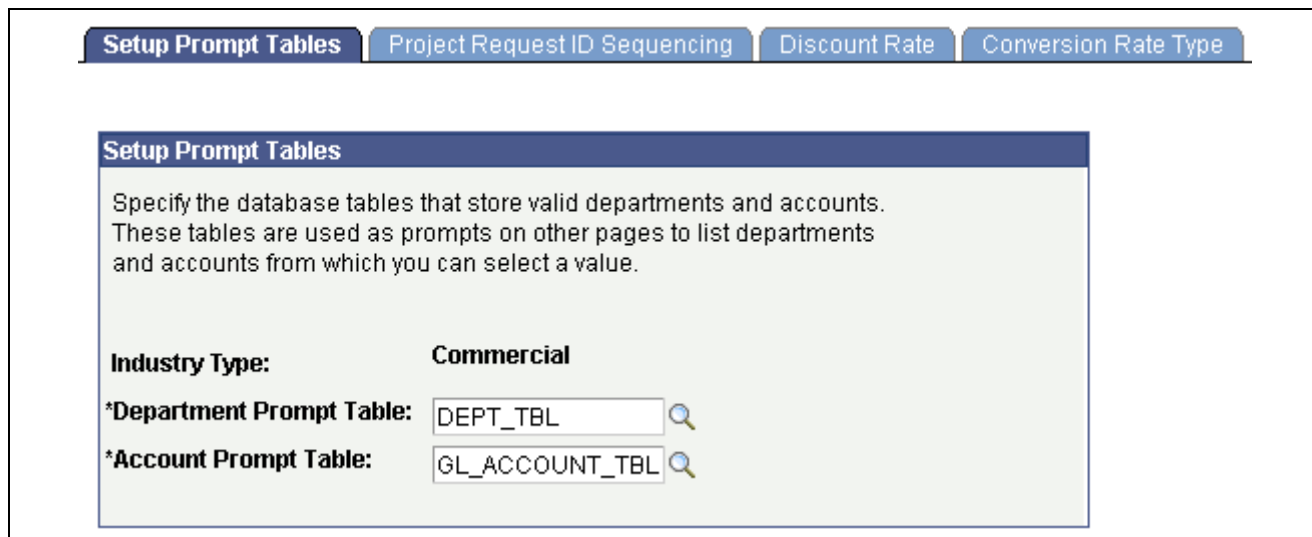 Setup Prompt Tables Project Request ID Sequencing Discount Rate Conversion Rate Type
Setup Prompt Tables
Specify the database tables that store valid departments and accounts.
These tables are used as prompts on other pages to list departments
and accounts from which you can select a value.
Industry Type: Commercial
*Department Prompt Table: DEPT_TBL
*Account Prompt Table: GL_ACCOUNT_TBL